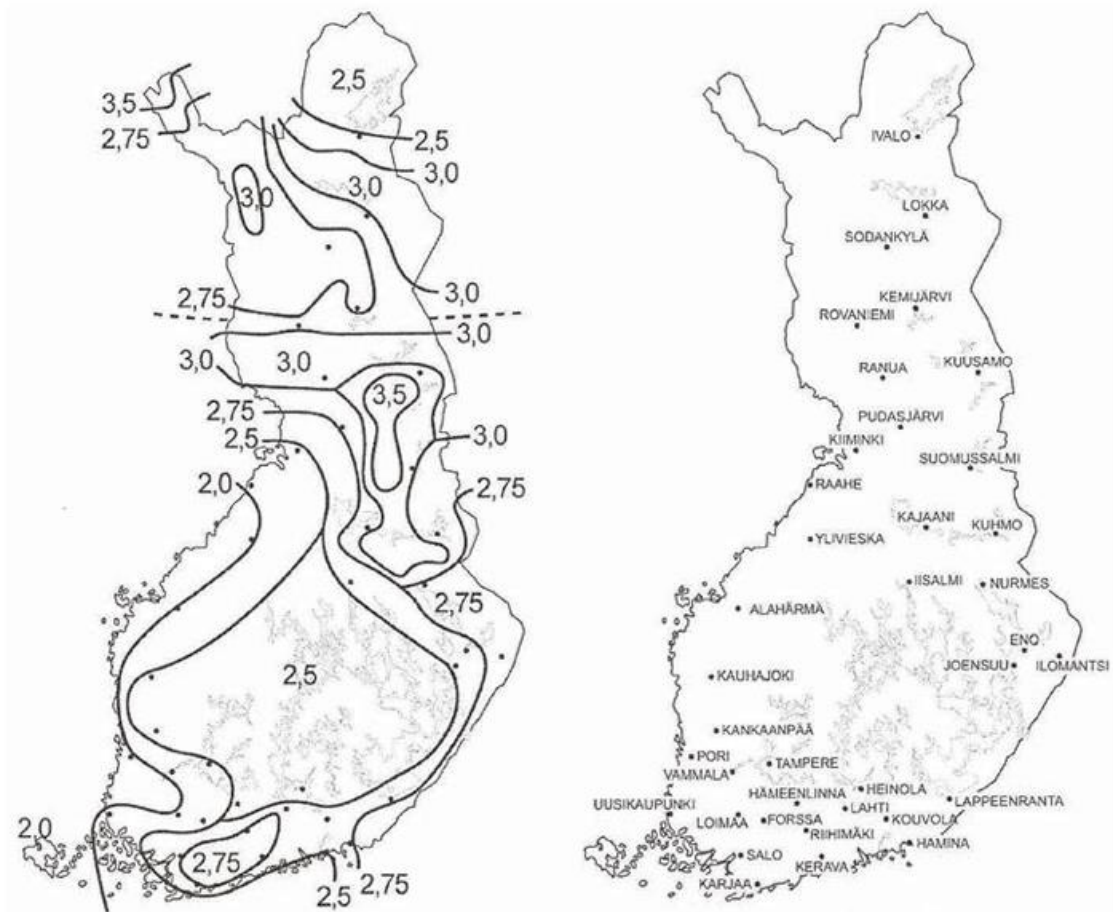 2,5
3,5
2,75
2,5
3,0
3,0
3,0
2,75
3,0
3,0
3,0
3,0
3,5
2,75
2,5
3,0
2,0
2,75
2,75
2,5
2,0
2,75
2,75
2,5
IVALO
LOKKA
SODANKYLÄ
KEMIJÄRVI
ROVANIEMI
RANUA
KUUSAMO
PUDASJÄRVI
KIIMINKI
SUOMUSSALMI
RAAHE
KAJAANI
KUHMO
YLIVIESKA
IISALMI
NURMES
ALAHÄRMÄ
ENO
JOENSUU
ILOMANTSI
KAUHAJOKI
KANKAANPÄÄ
PORI
TAMPERE
VAMMALA
HEINOLA
HÄMEENLINNA
LAPPEENRANTA
UUSIKAUPUNKI
LAHTI
LOIMAA
FORSSA
KOUVOLA
RIIHIMÄKI
HAMINA
SALO
KERAVA
KARJAA